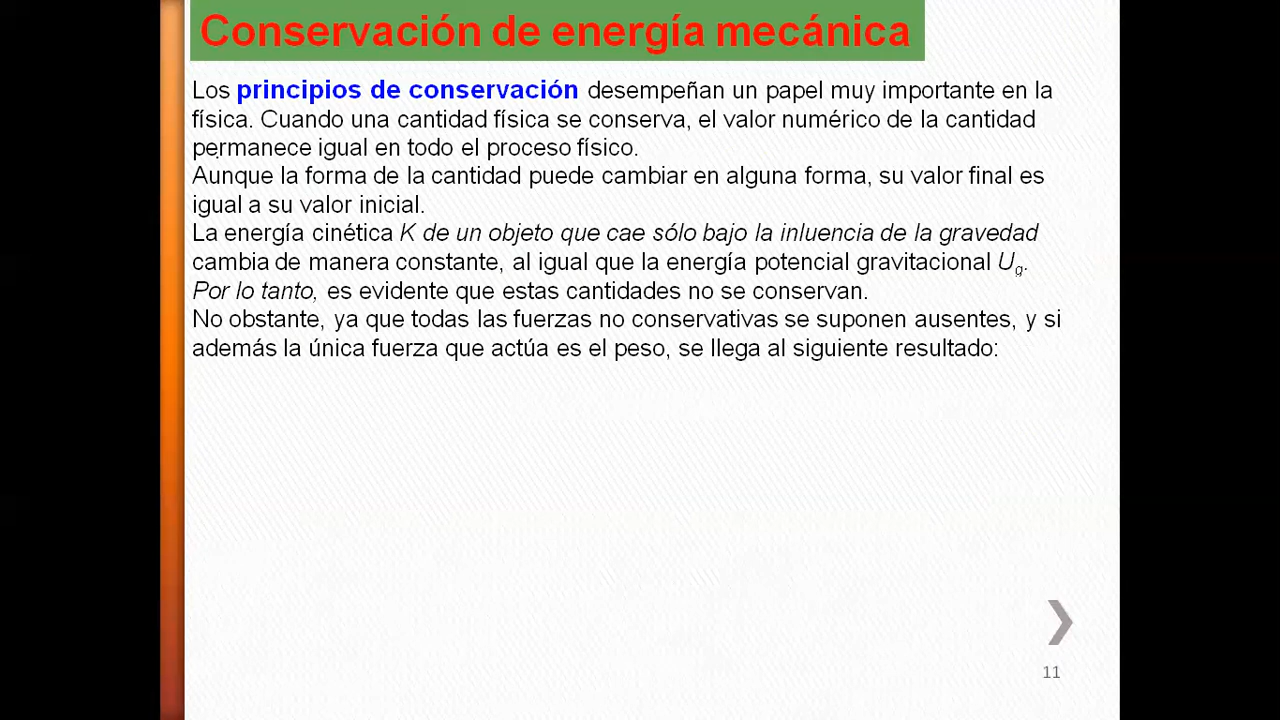 Conservación de energía mecánica
Los principios de conservación desempeñan un papel muy importante en la
física. Cuando una cantidad física se conserva, el valor numérico de la cantidad
permanece igual en todo el proceso físico.
Aunque la forma de la cantidad puede cambiar en alguna forma, su valor final es
igual a su valor inicial.
La energía cinética K de un objeto que cae sólo bajo la inluencia de la gravedad
cambia de manera constante, al igual que la energía potencial gravitacional Ug.
Por lo tanto, es evidente que estas cantidades no se conservan.
No obstante, ya que todas las fuerzas no conservativas se suponen ausentes, y si
además la única fuerza que actúa es el peso, se llega al siguiente resultado:
11